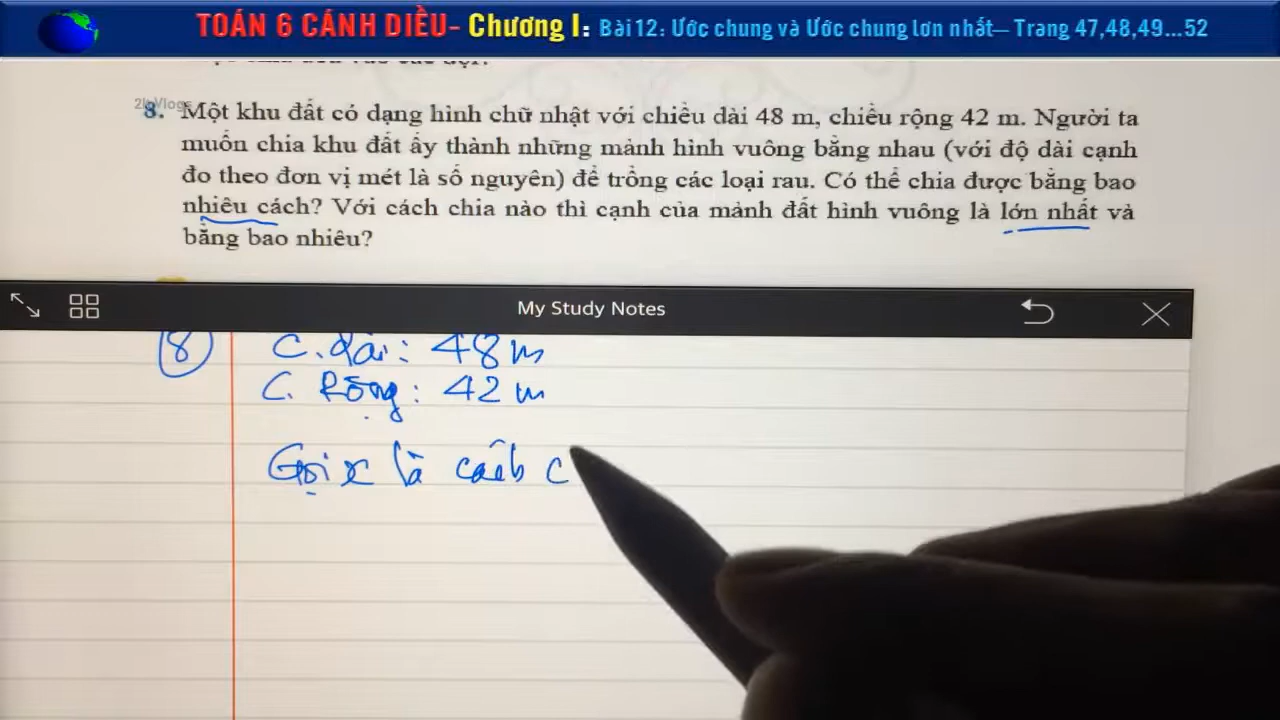 TOÁN 6 CÁNH DIỀU- Chương I: Bài 12: Ước chung và Ước chung lớn nhất– Trang 47,48,49...52
2k Vlogs
8. Một khu đất có dạng hình chữ nhật với chiều dài 48 m, chiều rộng 42 m. Người ta
muốn chia khu đất ấy thành những mảnh hình vuông bằng nhau (với độ dài cạnh
đo theo đơn vị mét là số nguyên) để trồng các loại rau. Có thể chia được bằng bao
nhiêu cách? Với cách chia nào thì cạnh của mảnh đất hình vuông là lớn nhất và
bằng bao nhiêu?
My Study Notes
8 C. dài: 48 m
C. Rộng: 42 m
Gọi x là cạnh c